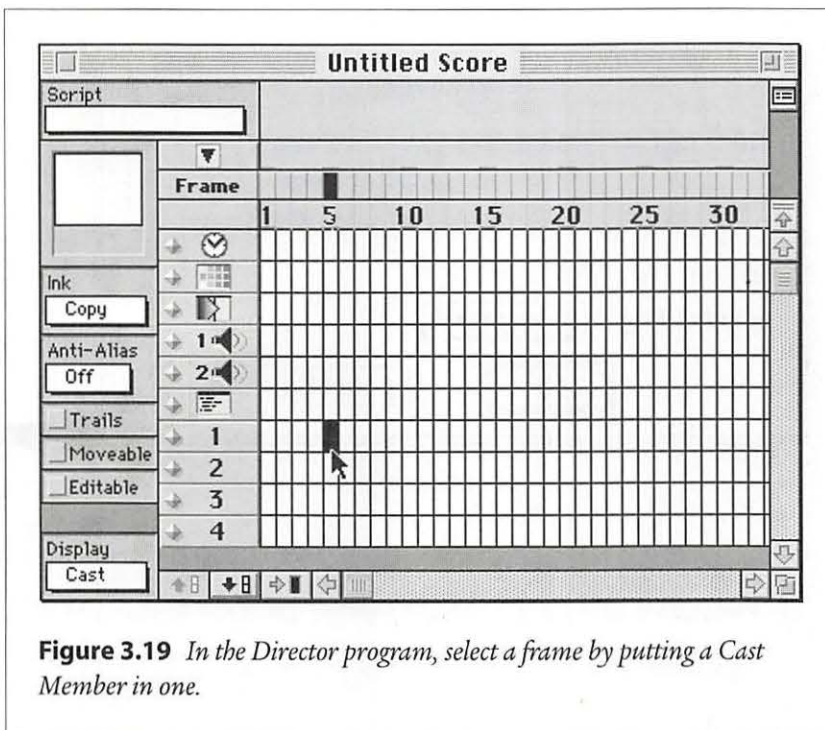 Untitled Score
Script
Frame
1 5 10 15 20 25 30
Ink
Copy
Anti-Alias
Off
Trails
Moveable
Editable
Display
Cast
1
2
1
2
3
4
Figure 3.19 In the Director program, select a frame by putting a Cast
Member in one.